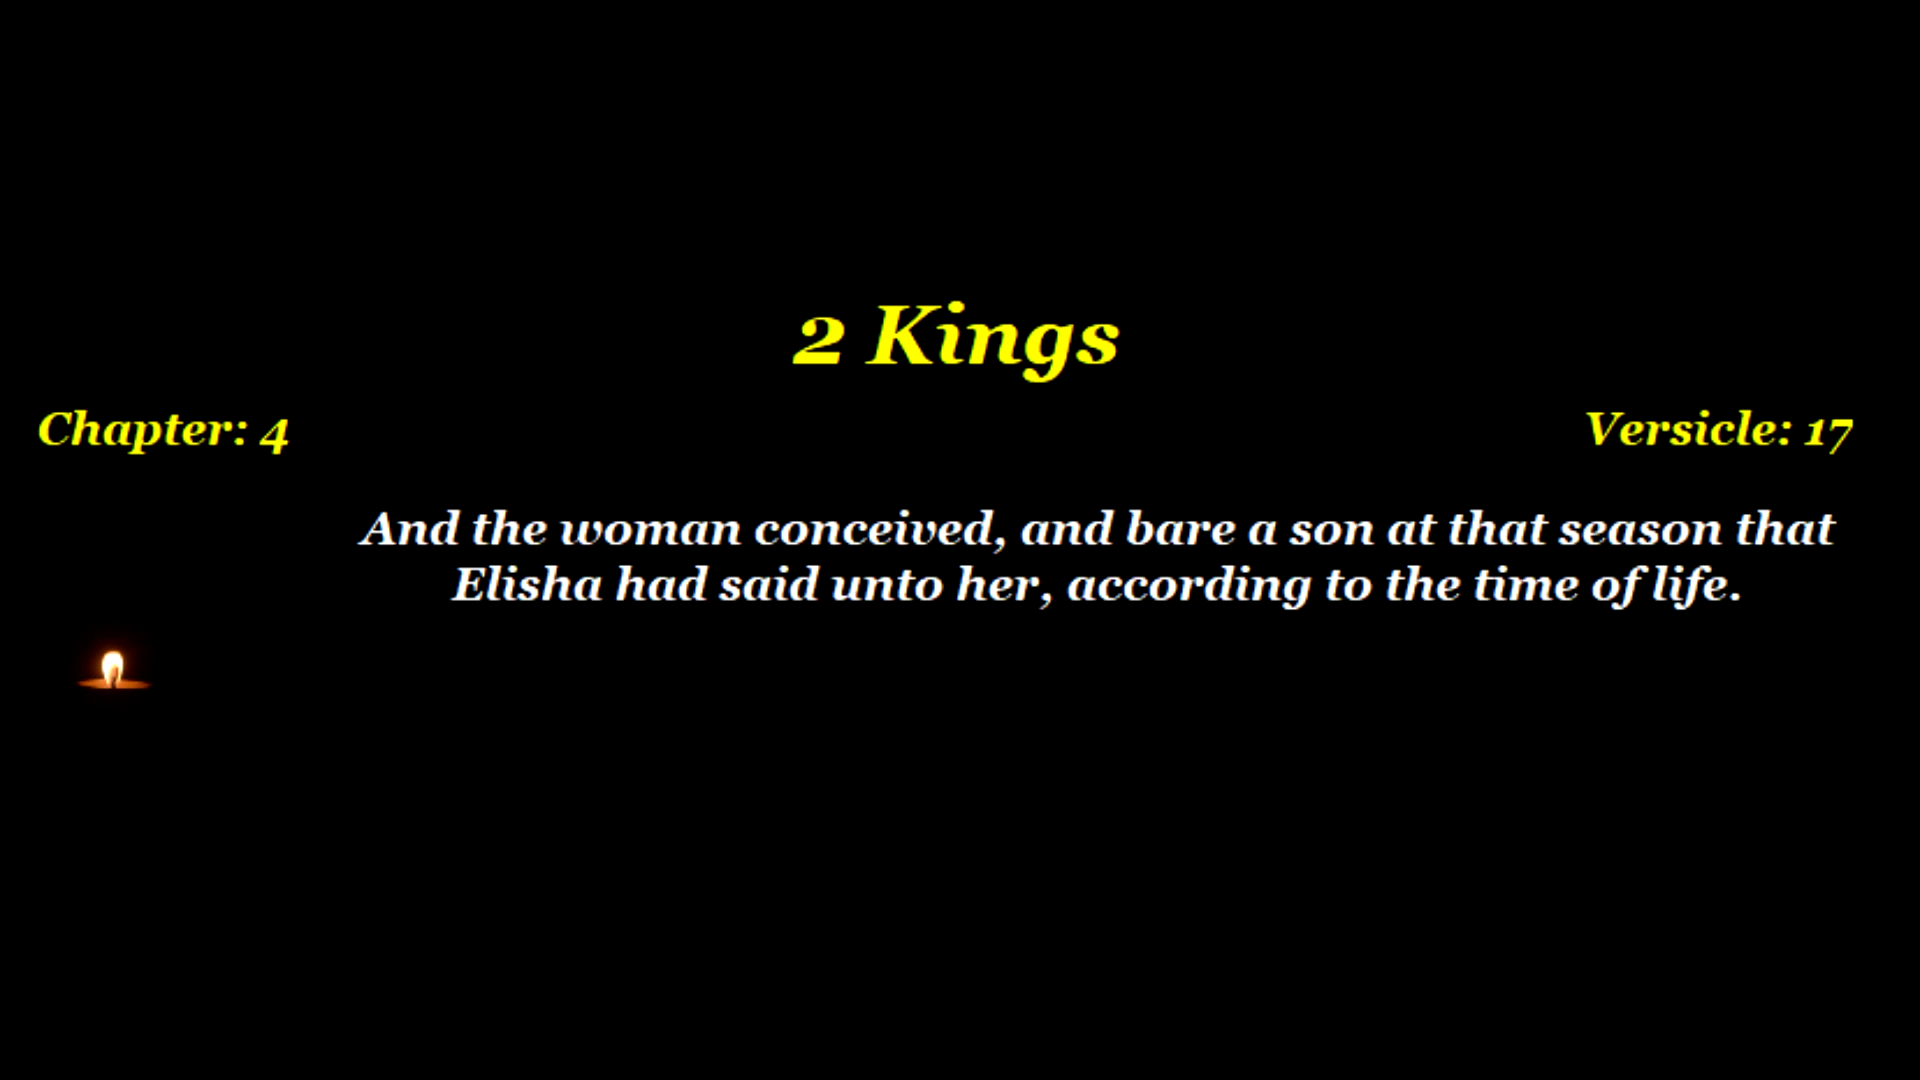 2 Kings
Chapter: 4
Versicle: 17
And the woman conceived, and bare a son at that season that
Elisha had said unto her, according to the time of life.